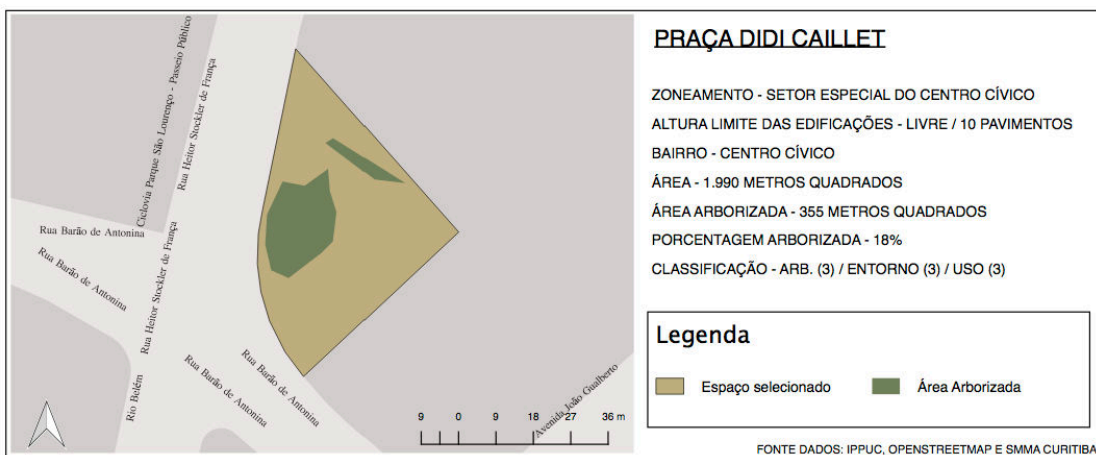 PRAÇA DIDI CAILLET
ZONEAMENTO - SETOR ESPECIAL DO CENTRO CÍVICO
ALTURA LIMITE DAS EDIFICAÇÕES - LIVRE / 10 PAVIMENTOS
BAIRRO - CENTRO CÍVICO
ÁREA - 1.990 METROS QUADRADOS
ÁREA ARBORIZADA - 355 METROS QUADRADOS
PORCENTAGEM ARBORIZADA - 18%
CLASSIFICAÇÃO - ARB. (3) / ENTORNO (3) / USO (3)
Legenda
Espaço selecionado
Área Arborizada
FONTE DADOS: IPPUC, OPENSTREETMAP E SMMA CURITIBA
Ciclovia Parque São Lourenço - Passeio Público
Rua Heitor Stockler de França
Rua Barão de Antonina
Rua Barão de Antonina
Rua Heitor Stockler de França
Rio Belém
Rua Barão de Antonina
Rua Barão de Antonina
Avenida João Gualberto
9 0 9 18 27 36 m